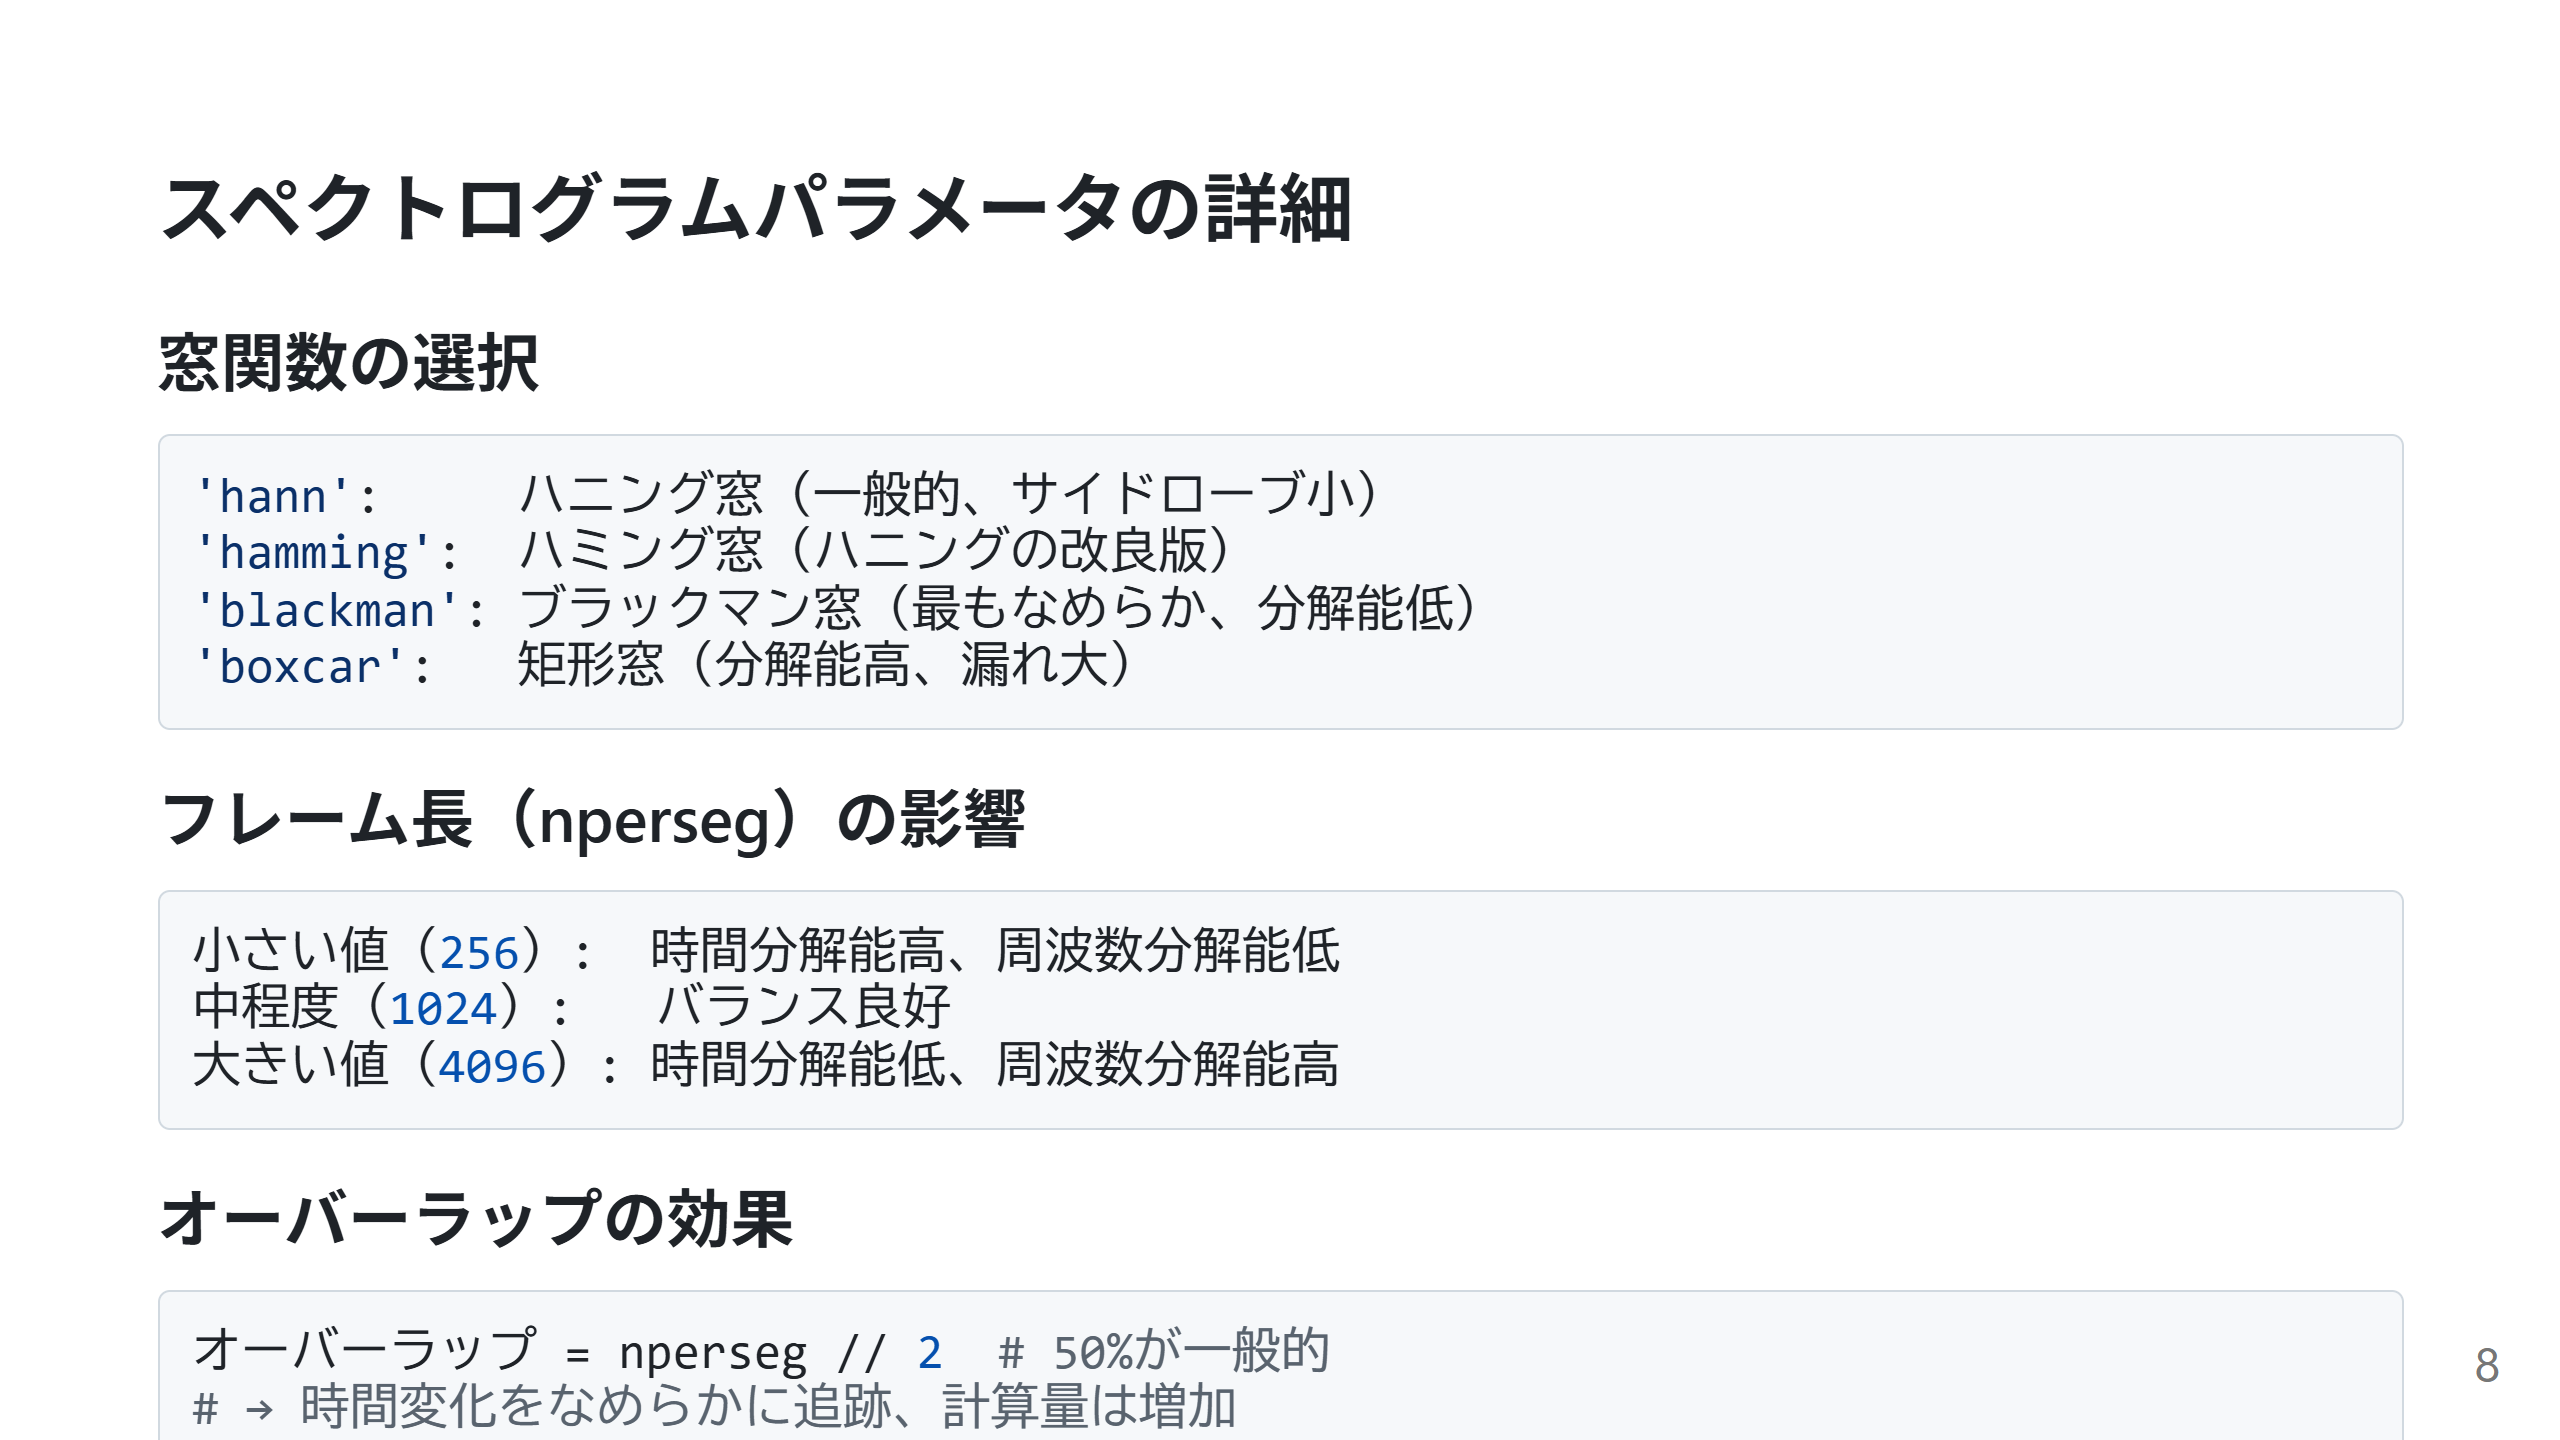 スペクトログラムパラメータの詳細
窓関数の選択
'hann':     ハニング窓（一般的、サイドローブ小）
'hamming':  ハミング窓（ハニングの改良版）
'blackman': ブラックマン窓（最もなめらか、分解能低）
'boxcar':   矩形窓（分解能高、漏れ大）
フレーム長（nperseg）の影響
小さい値（256）:  時間分解能高、周波数分解能低
中程度（1024）:   バランス良好
大きい値（4096）: 時間分解能低、周波数分解能高
オーバーラップの効果
オーバーラップ = nperseg // 2  # 50%が一般的
# → 時間変化をなめらかに追跡、計算量は増加
8